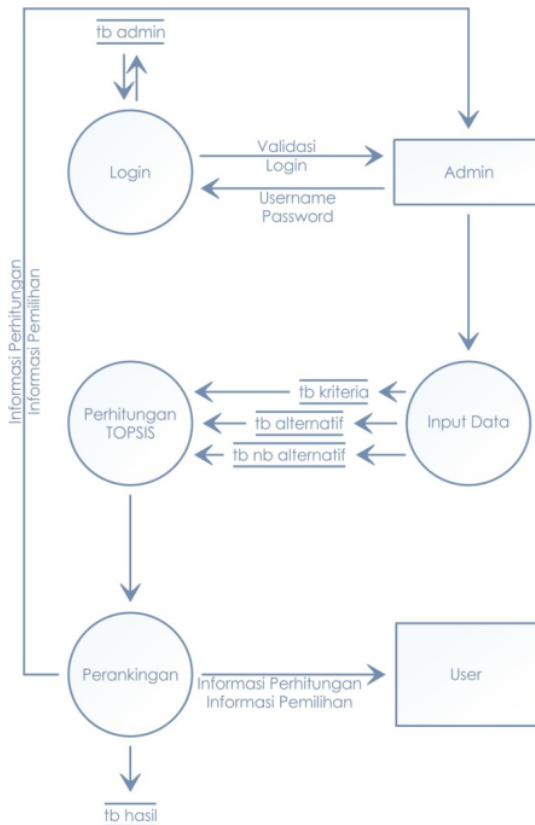 tb admin
Login
Validasi
Login
Username
Password
Admin
Informasi Perhitungan
Informasi Pemilihan
Perhitungan
TOPSIS
tb kriteria
tb alternatif
tb nb alternatif
Input Data
Perankingan
Informasi Perhitungan
Informasi Pemilihan
User
tb hasil